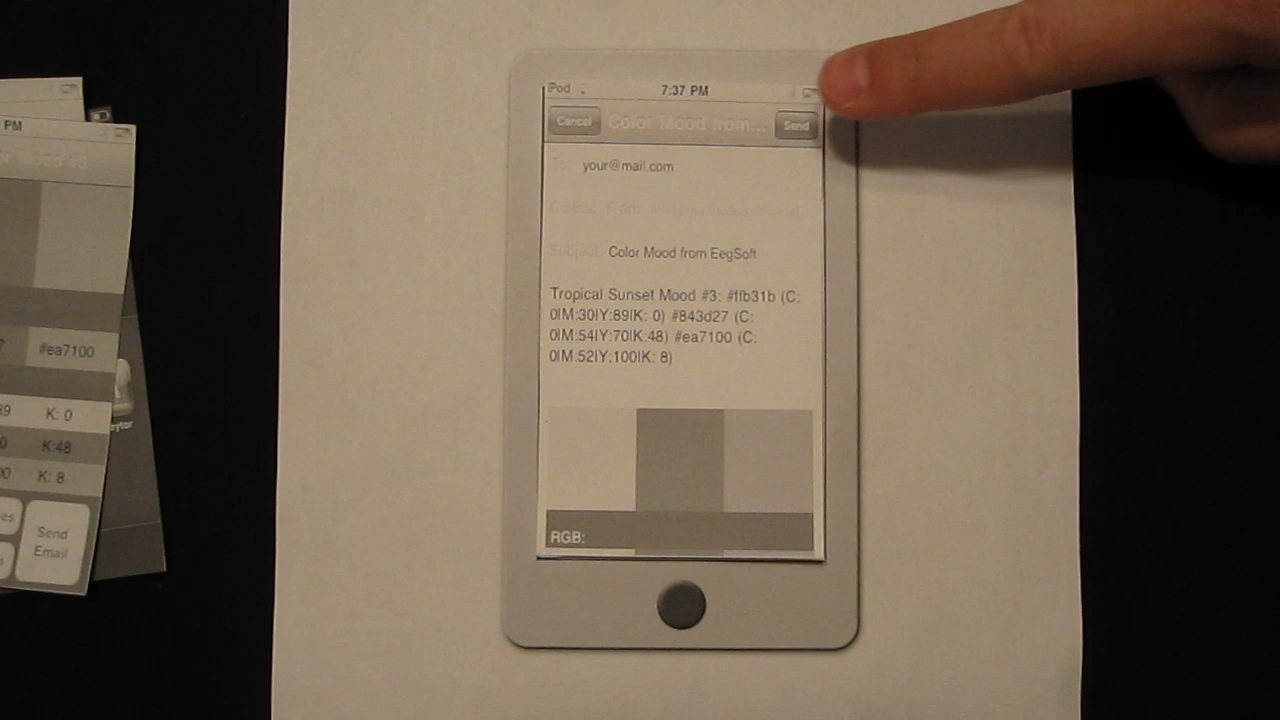 iPod
7:37 PM
Cancel
Color Mood from...
Send
To: your@mail.com
Subject: Color Mood from EegSoft
Tropical Sunset Mood #3: #ffb31b (C:
0|M:30|Y:89|K: 0) #843d27 (C:
0|M:54|Y:70|K:48) #ea7100 (C:
0|M:52|Y:100|K: 8)
RGB:
PM
#ea7100
K: 0
K:48
K: 8
Send
Email